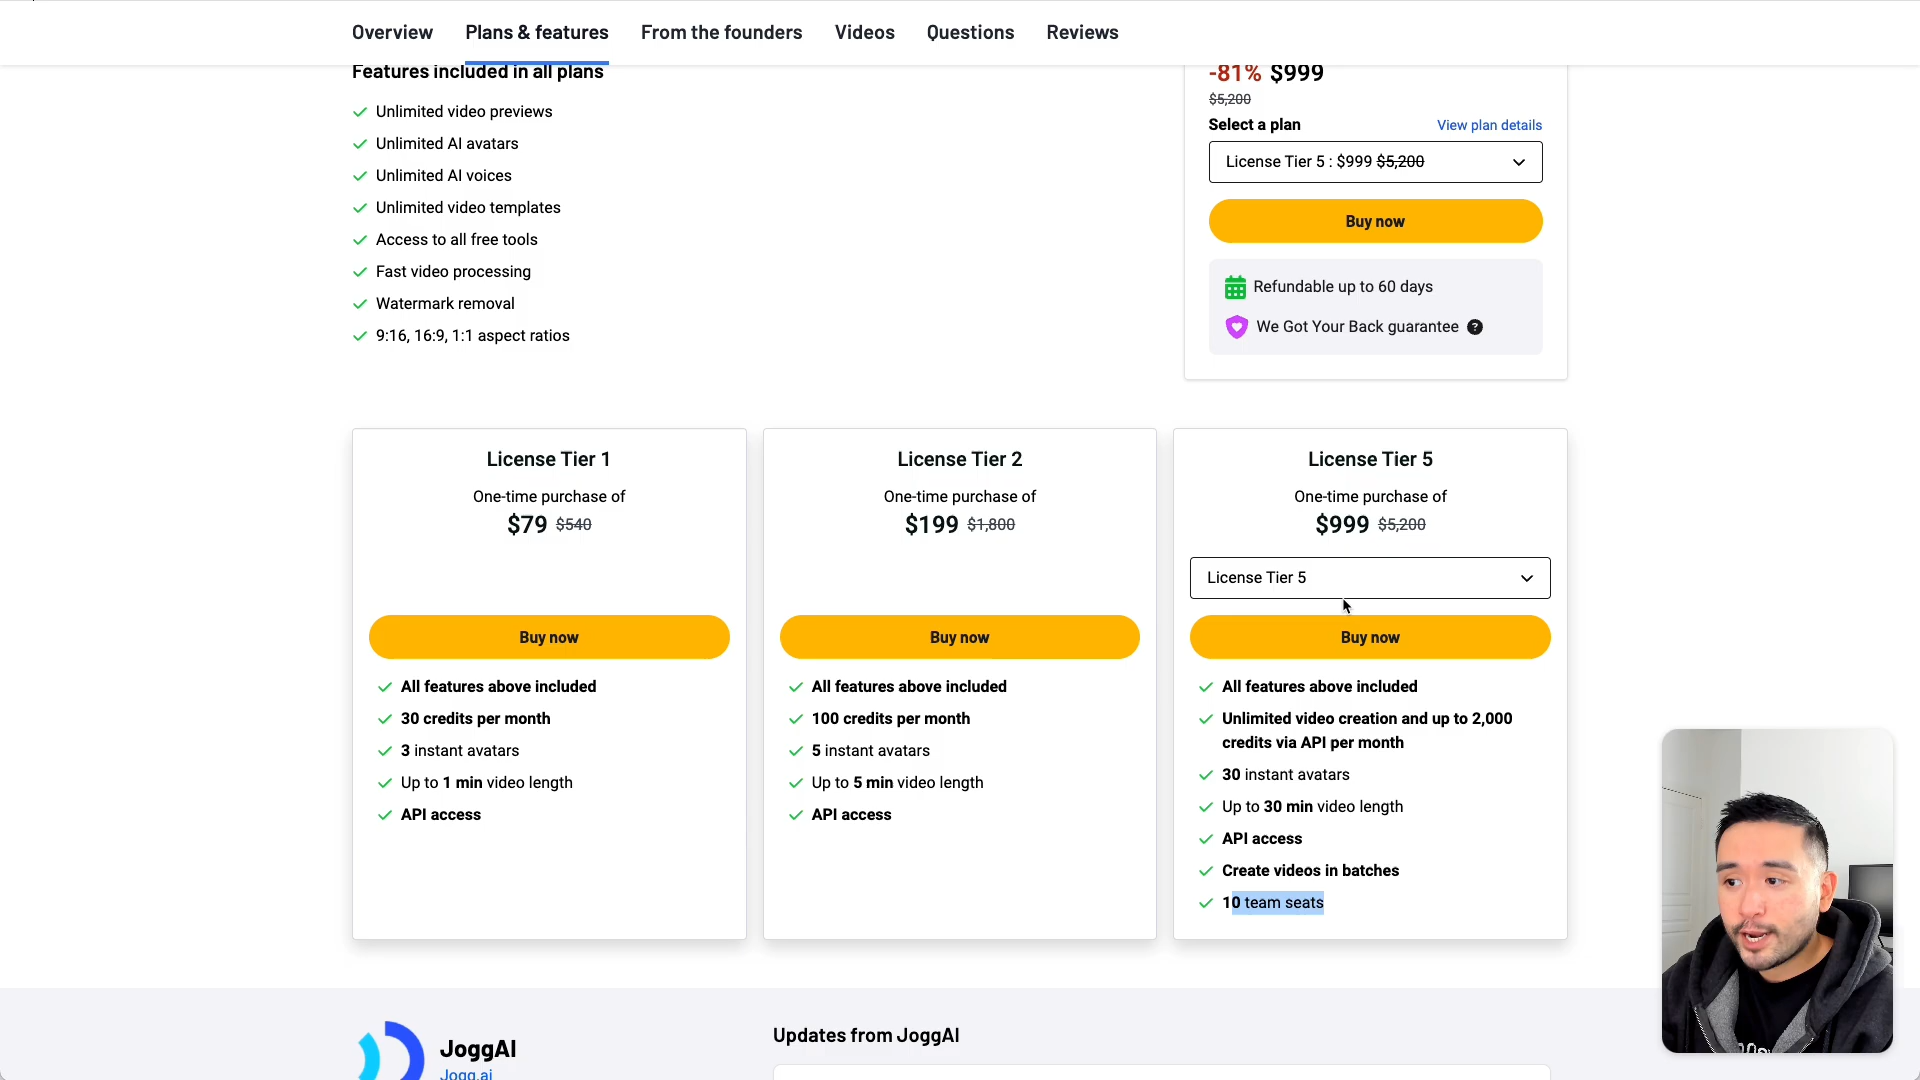 Overview
Plans & features
From the founders
Videos
Questions
Reviews
Features included in all plans
Unlimited video previews
Unlimited AI avatars
Unlimited AI voices
Unlimited video templates
Access to all free tools
Fast video processing
Watermark removal
9:16, 16:9, 1:1 aspect ratios
-81% $999
$5,200
Select a plan
View plan details
License Tier 5 : $999 $5,200
Buy now
Refundable up to 60 days
We Got Your Back guarantee ?
License Tier 1
One-time purchase of
$79 $540
Buy now
All features above included
30 credits per month
3 instant avatars
Up to 1 min video length
API access
License Tier 2
One-time purchase of
$199 $1,800
Buy now
All features above included
100 credits per month
5 instant avatars
Up to 5 min video length
API access
License Tier 5
One-time purchase of
$999 $5,200
License Tier 5
Buy now
All features above included
Unlimited video creation and up to 2,000
credits via API per month
30 instant avatars
Up to 30 min video length
API access
Create videos in batches
10 team seats
JoggAI
Jogg.ai
Updates from JoggAI